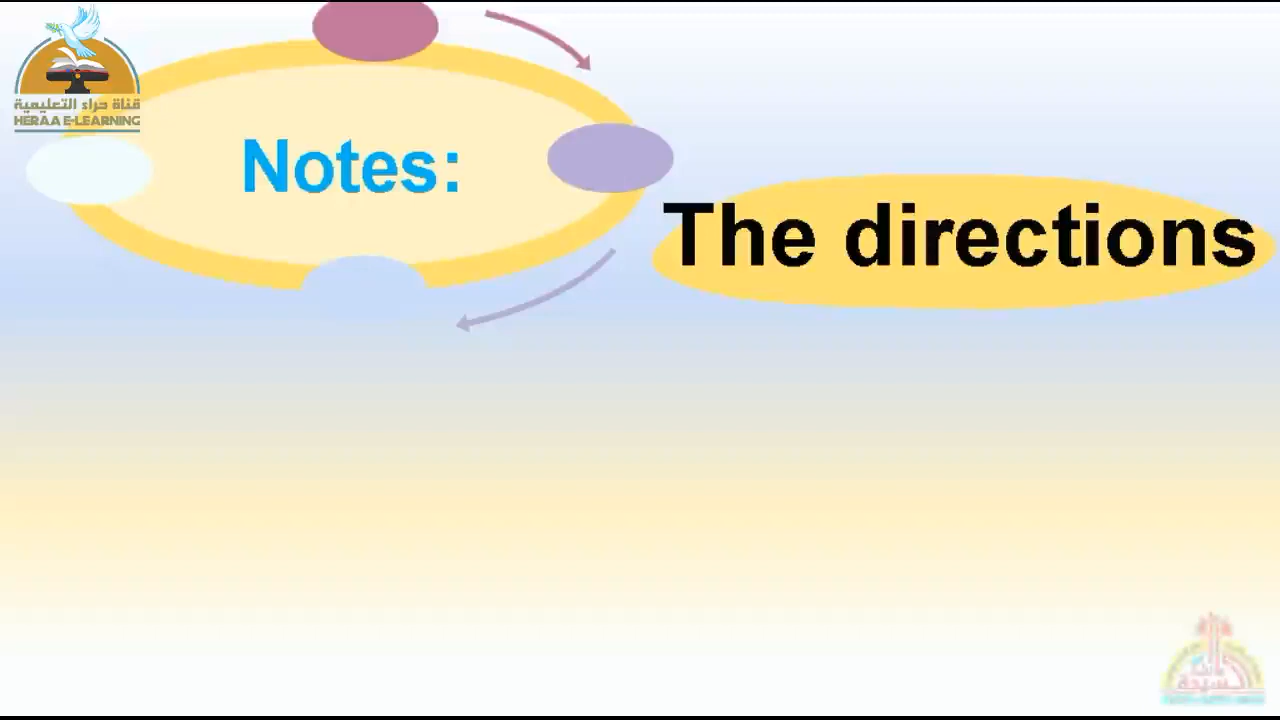 قناة حراء التعليمية
HERAA E-LEARNING
Notes:
The directions